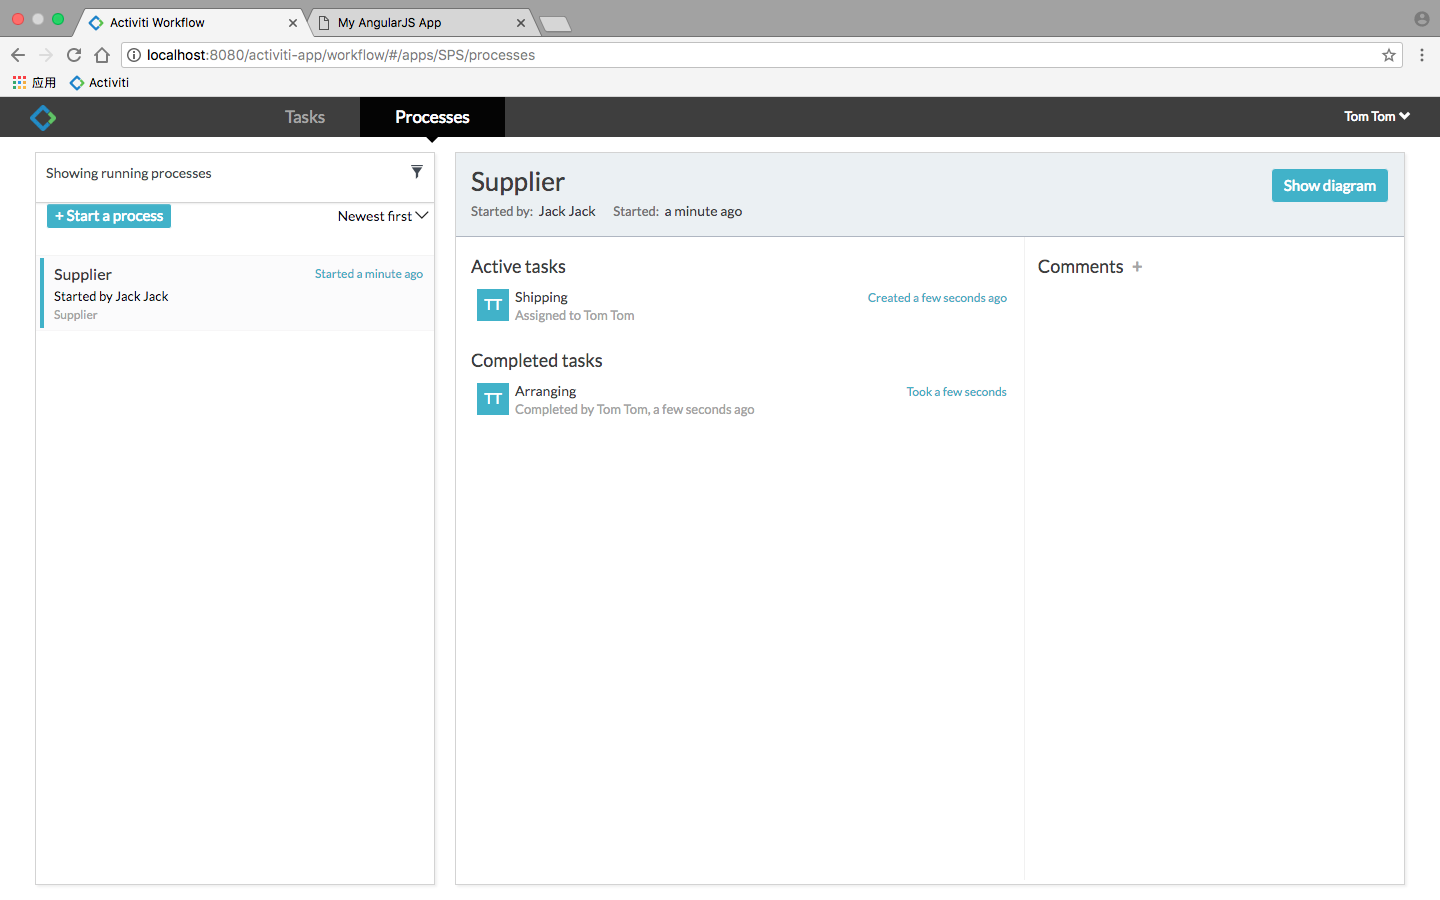 Activiti Workflow
My AngularJS App
localhost:8080/activiti-app/workflow/#/apps/SPS/processes
应用 Activiti
Tasks Processes Tom Tom
Showing running processes
+ Start a process Newest first
Supplier Started a minute ago
Started by Jack Jack
Supplier
Supplier
Started by: Jack Jack Started: a minute ago
Show diagram
Active tasks
TT Shipping Created a few seconds ago
Assigned to Tom Tom
Completed tasks
TT Arranging Took a few seconds
Completed by Tom Tom, a few seconds ago
Comments +